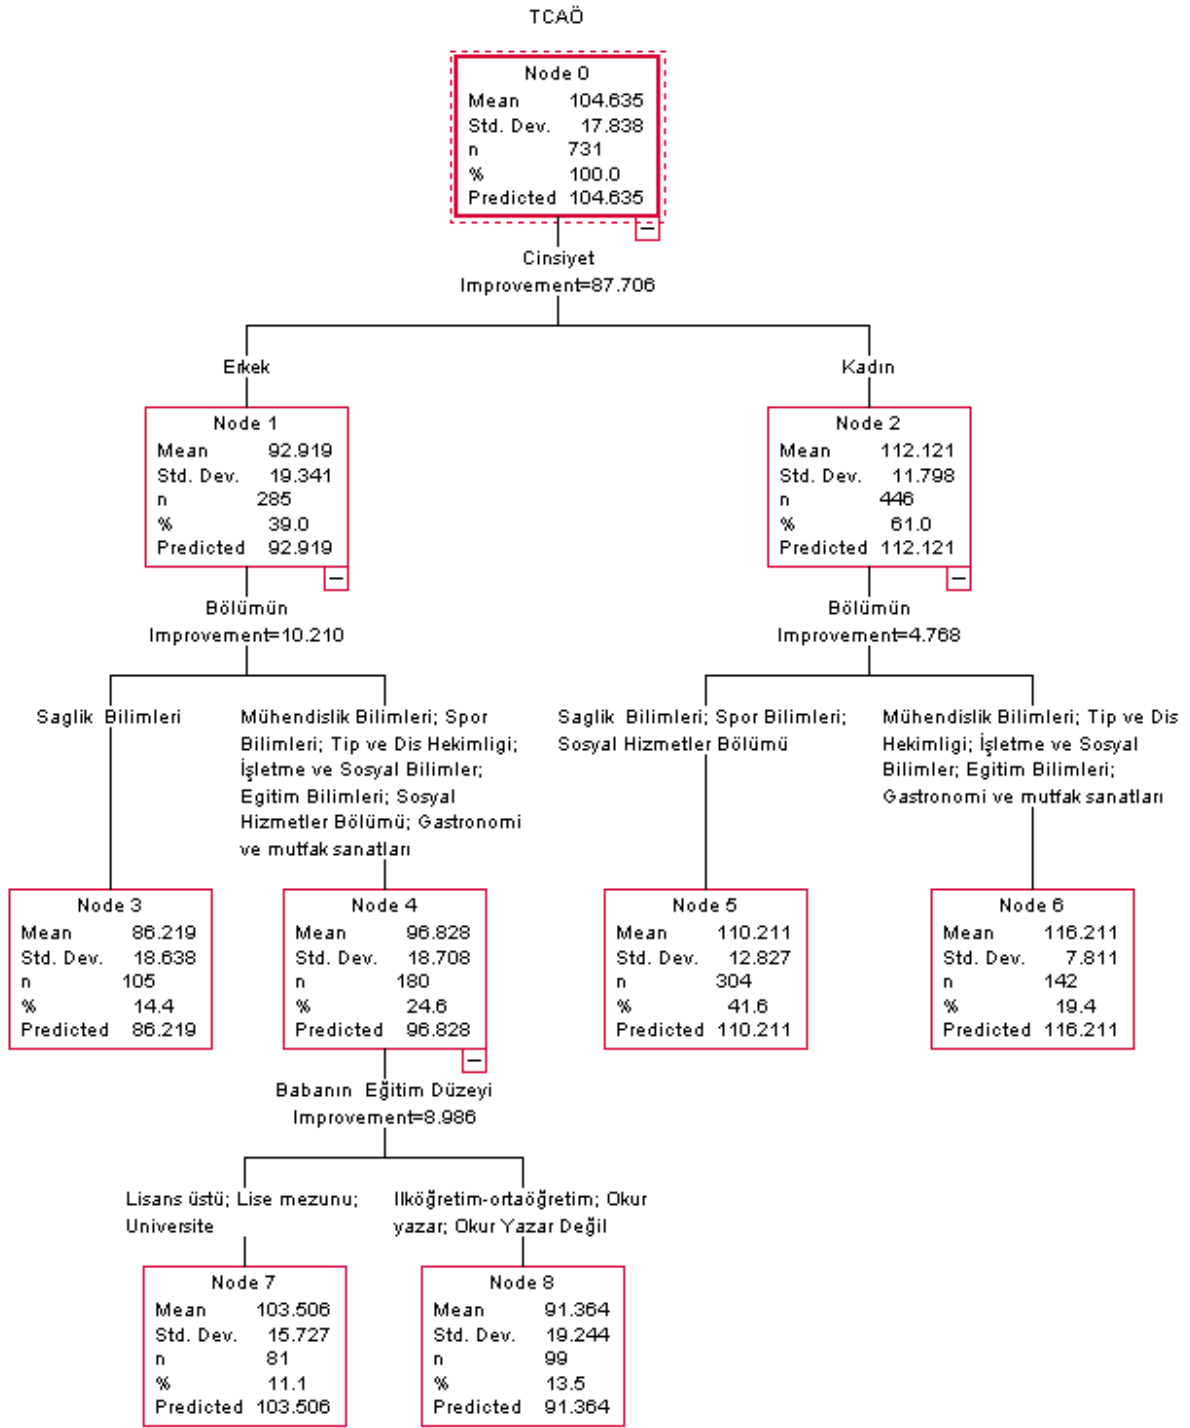 TCAÖ
Node 0
Mean 104.635
Std. Dev. 17.838
n 731
% 100.0
Predicted 104.635
Cinsiyet
Improvement=87.706
Erkek
Node 1
Mean 92.919
Std. Dev. 19.341
n 285
% 39.0
Predicted 92.919
Kadın
Node 2
Mean 112.121
Std. Dev. 11.798
n 446
% 61.0
Predicted 112.121
Bölümün
Improvement=10.210
Bölümün
Improvement=4.768
Saglik Bilimleri
Mühendislik Bilimleri; Spor
Bilimleri; Tip ve Dis Hekimligi;
İşletme ve Sosyal Bilimler;
Egitim Bilimleri; Sosyal
Hizmetler Bölümü; Gastronomi
ve mutfak sanatları
Saglik Bilimleri; Spor Bilimleri;
Sosyal Hizmetler Bölümü
Mühendislik Bilimleri; Tip ve Dis
Hekimligi; İşletme ve Sosyal
Bilimler; Egitim Bilimleri;
Gastronomi ve mutfak sanatları
Node 3
Mean 86.219
Std. Dev. 18.638
n 105
% 14.4
Predicted 86.219
Node 4
Mean 96.828
Std. Dev. 18.708
n 180
% 24.6
Predicted 96.828
Node 5
Mean 110.211
Std. Dev. 12.827
n 304
% 41.6
Predicted 110.211
Node 6
Mean 116.211
Std. Dev. 7.811
n 142
% 19.4
Predicted 116.211
Babanın Eğitim Düzeyi
Improvement=8.986
Lisans üstü; Lise mezunu;
Universite
Ilköğretim-ortaöğretim; Okur
yazar; Okur Yazar Değil
Node 7
Mean 103.506
Std. Dev. 15.727
n 81
% 11.1
Predicted 103.506
Node 8
Mean 91.364
Std. Dev. 19.244
n 99
% 13.5
Predicted 91.364